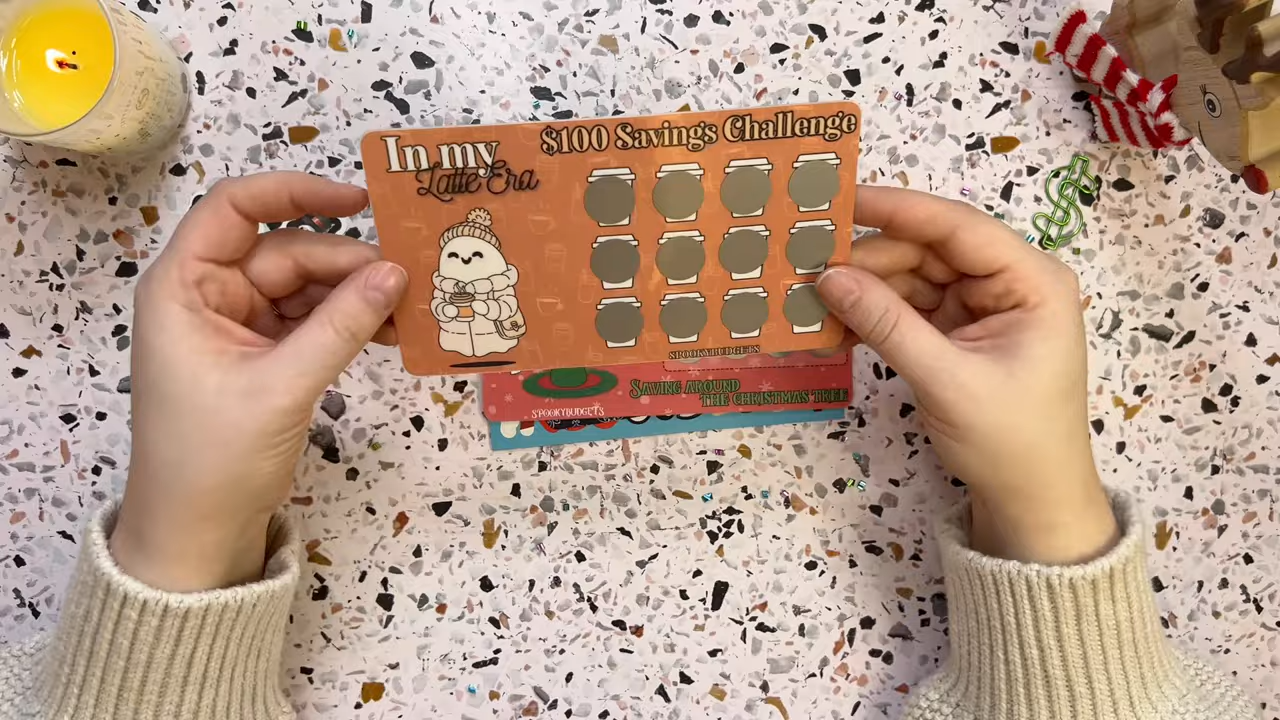 In my
Latte Era
$100 Savings Challenge
SPOOKYBUDGETS
SAVING AROUND
THE CHRISTMAS TREE
SPOOKYBUDGETS